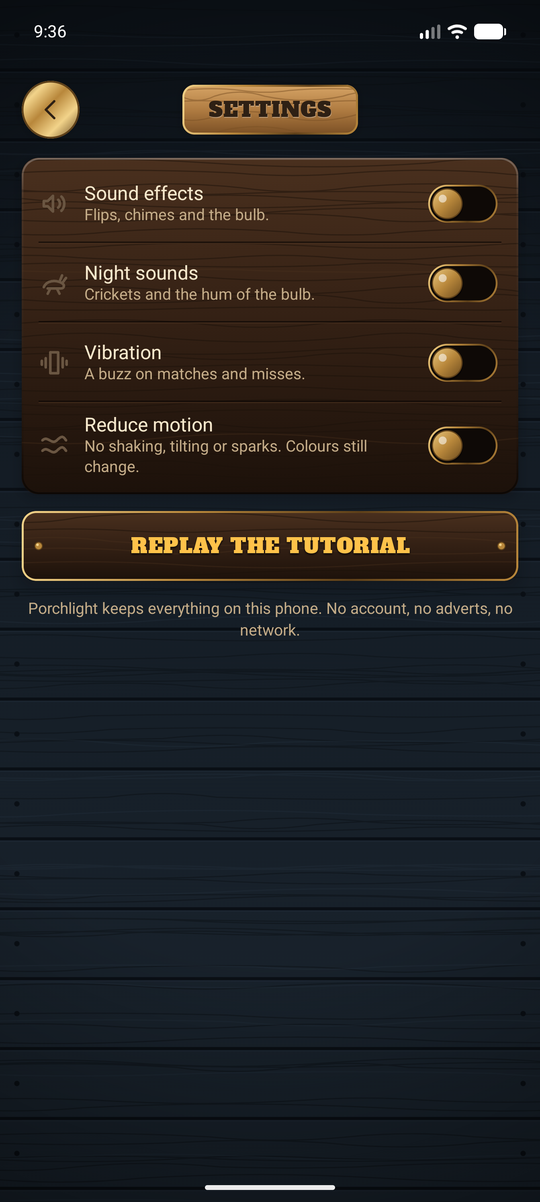 9:36
SETTINGS
Sound effects
Flips, chimes and the bulb.
Night sounds
Crickets and the hum of the bulb.
Vibration
A buzz on matches and misses.
Reduce motion
No shaking, tilting or sparks. Colours still
change.
REPLAY THE TUTORIAL
Porchlight keeps everything on this phone. No account, no adverts, no
network.